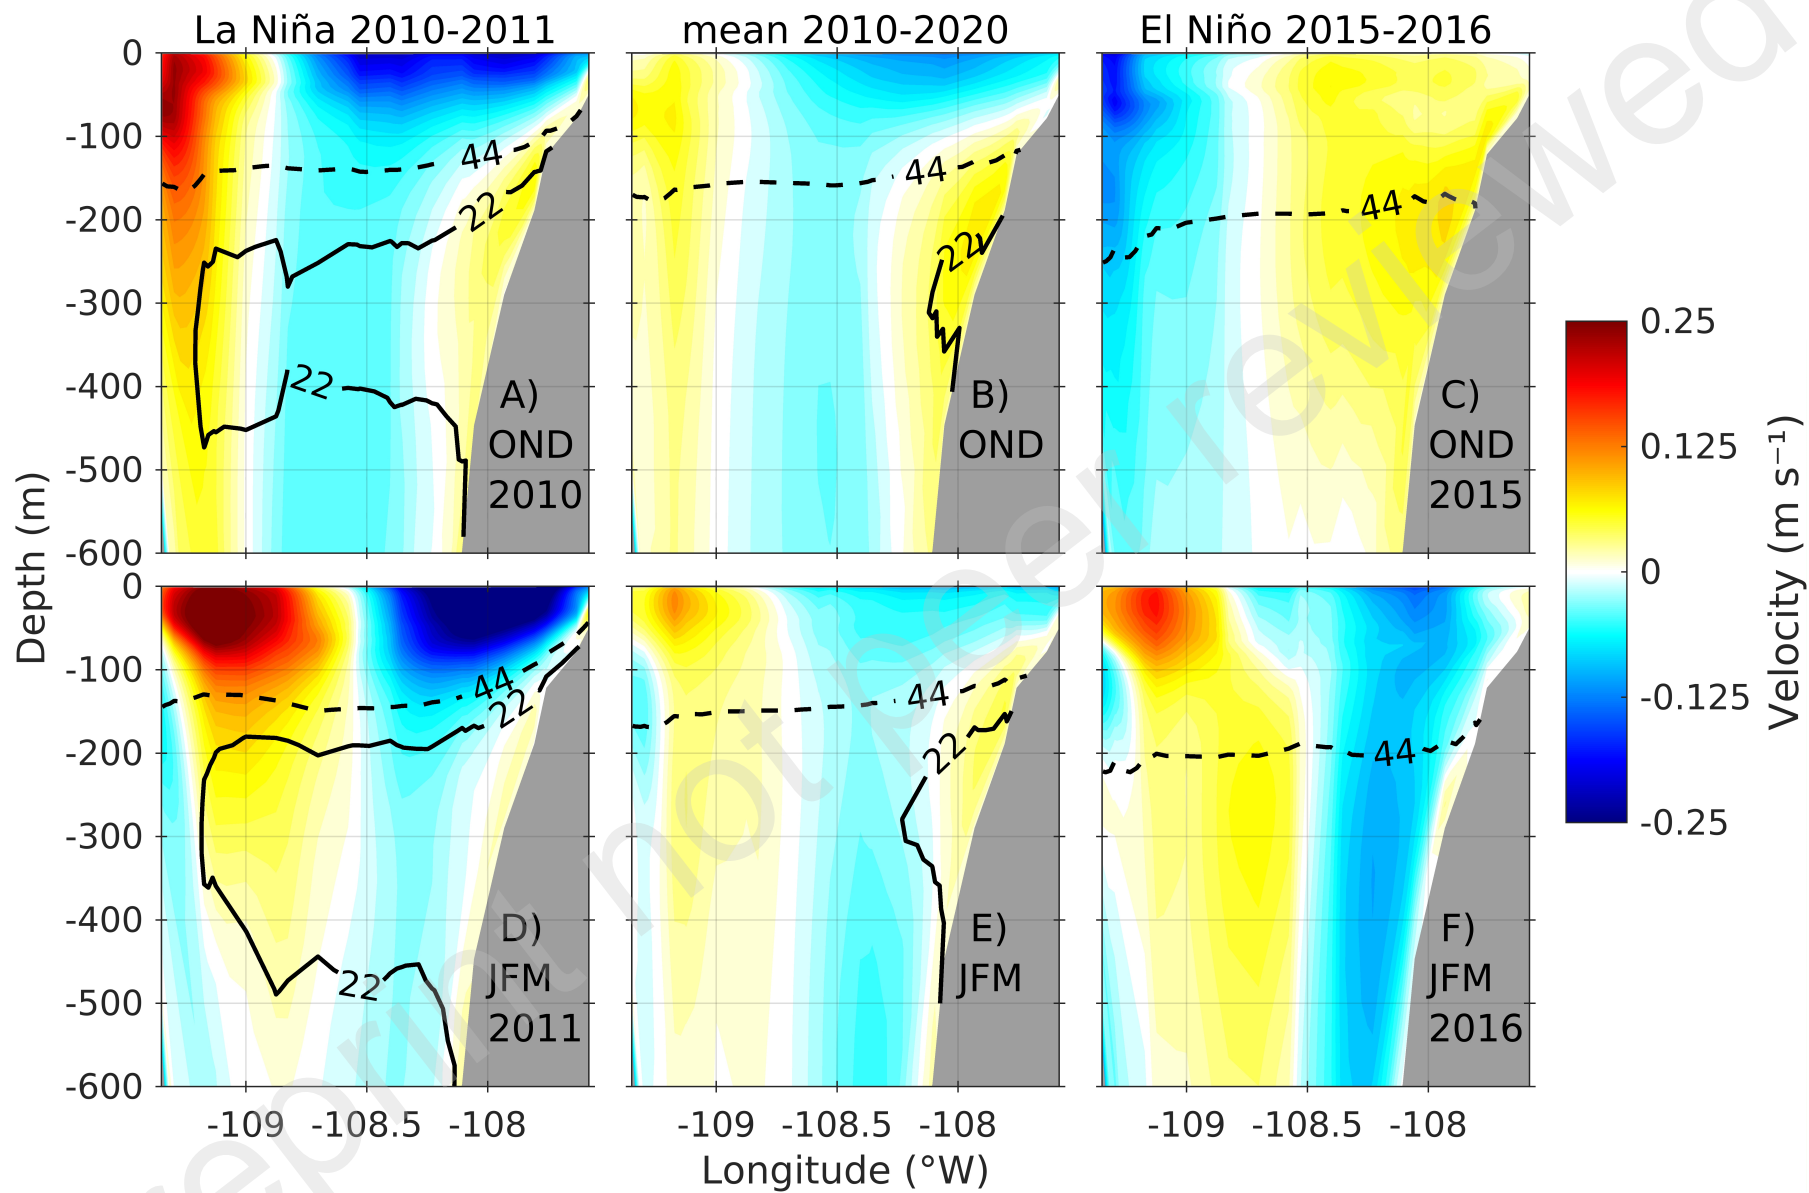 La Niña 2010-2011
mean 2010-2020
El Niño 2015-2016
0
-100
-200
-300
-400
-500
-600
44
22
22
A)
OND
2010
44
22
B)
OND
44
C)
OND
2015
0
-100
-200
-300
-400
-500
-600
44
22
22
D)
JFM
2011
44
22
E)
JFM
44
F)
JFM
2016
-109 -108.5 -108
-109 -108.5 -108
-109 -108.5 -108
Longitude (°W)
Depth (m)
0.25
0.125
0
-0.125
-0.25
Velocity (m s⁻¹)
reprint not peer reviewed